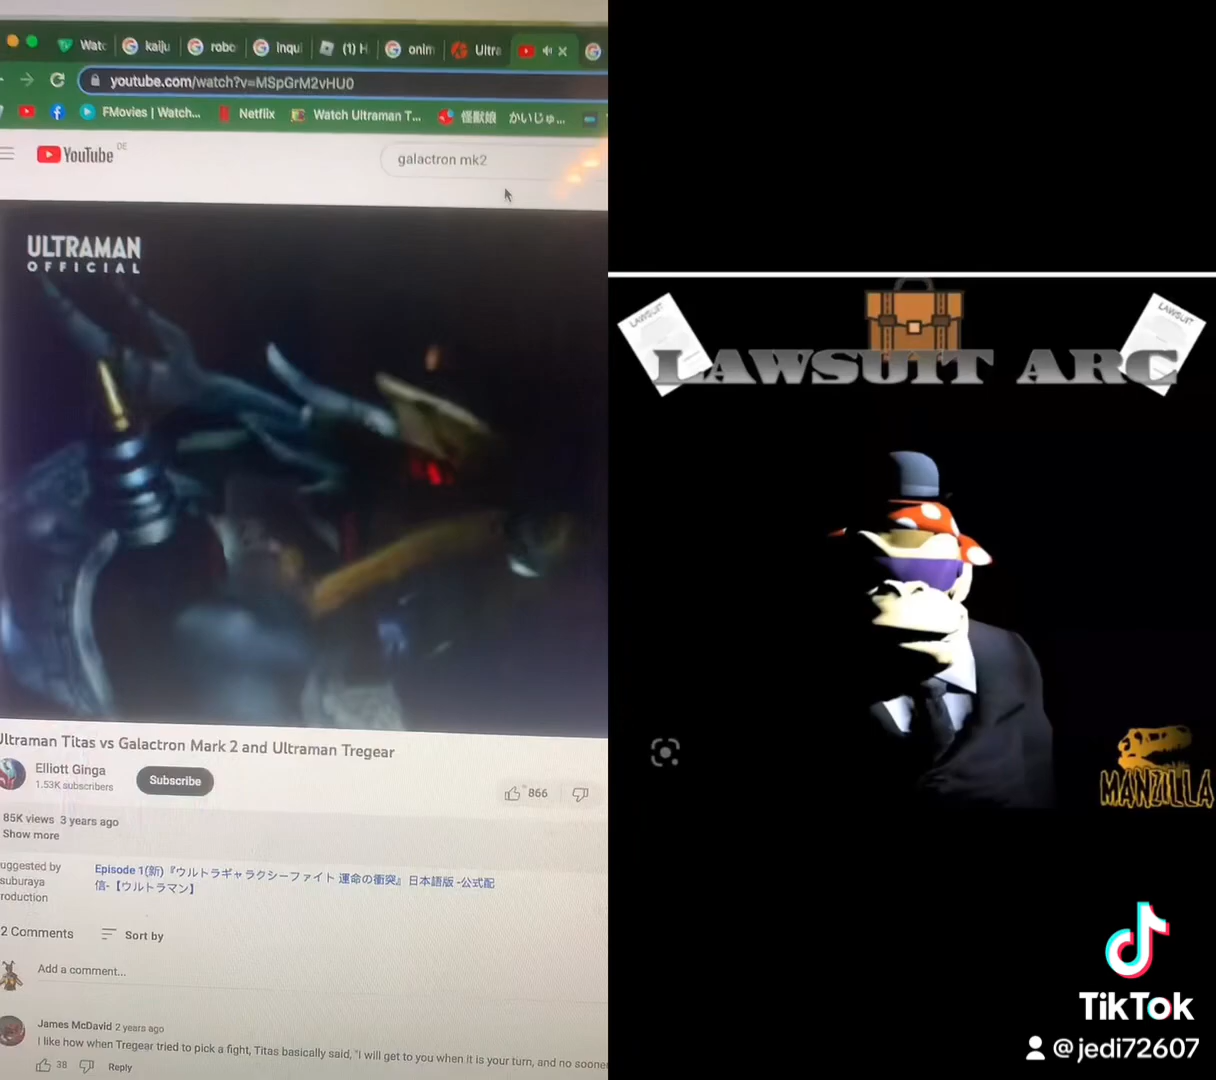 Watc
kaiju
robo
inqui
(1) H
onim
Ultra
youtube.com/watch?v=MSpGrM2vHU0
FMovies | Watch...
Netflix
Watch Ultraman T...
怪獣娘 かいじゅ...
YouTube DE
galactron mk2
ULTRAMAN
OFFICIAL
Ultraman Titas vs Galactron Mark 2 and Ultraman Tregear
Elliott Ginga
1.53K subscribers
Subscribe
866
85K views 3 years ago
Show more
uggested by
suburaya
roduction
Episode 1(新)『ウルトラギャラクシーファイト 運命の衝突』日本語版 -公式配
信-【ウルトラマン】
2 Comments
Sort by
Add a comment...
James McDavid 2 years ago
I like how when Tregear tried to pick a fight, Titas basically said, "I will get to you when it is your turn, and no soone
38
Reply
LAWSUIT
LAWSUIT
LAWSUIT ARC
MANZILLA
TikTok
@jedi72607